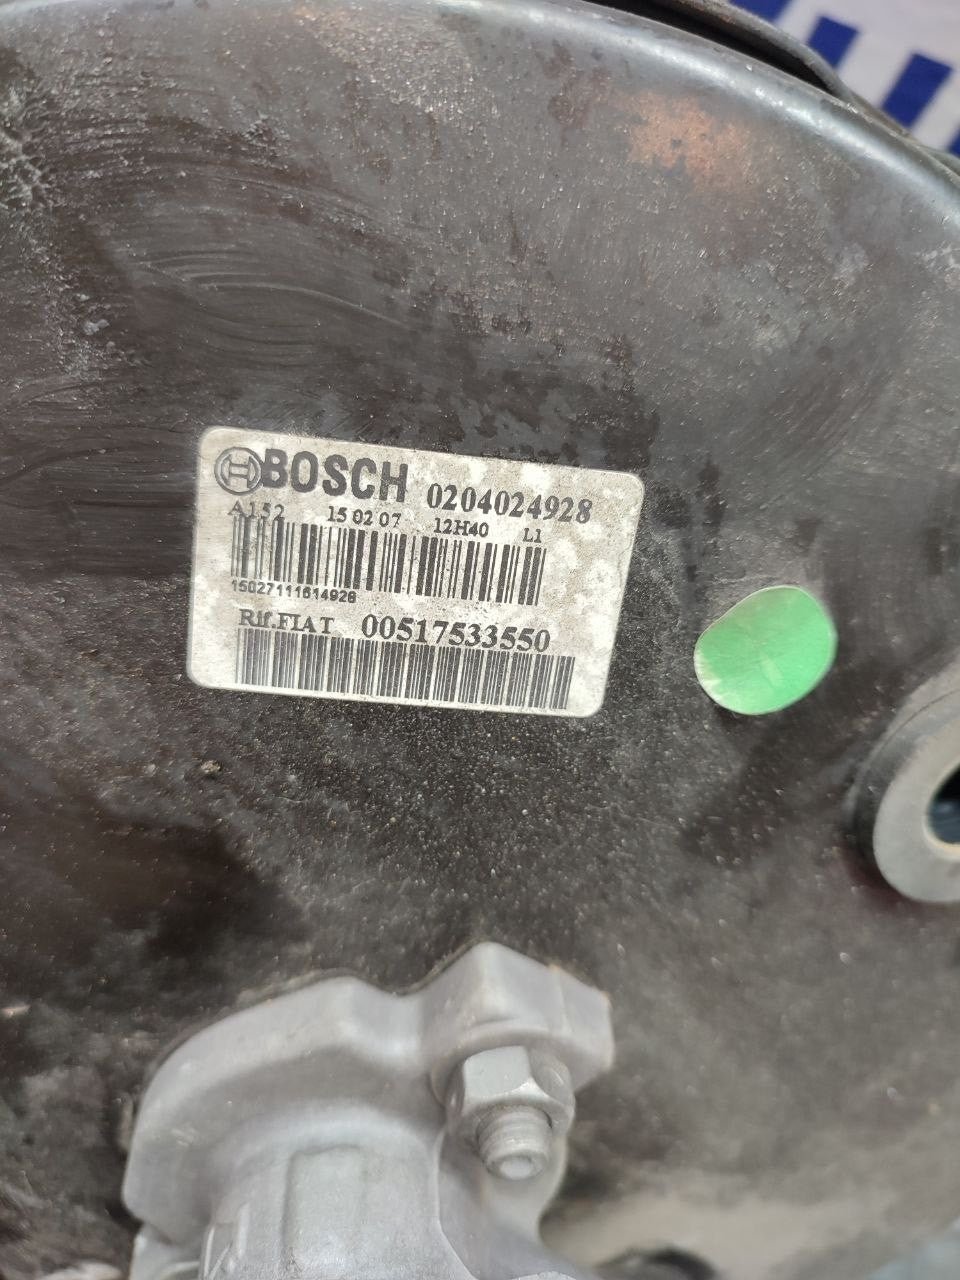 BOSCH 0204024928
A152 15 02 07 12H40 L1
15027111614928
Rif.FIAT 00517533550